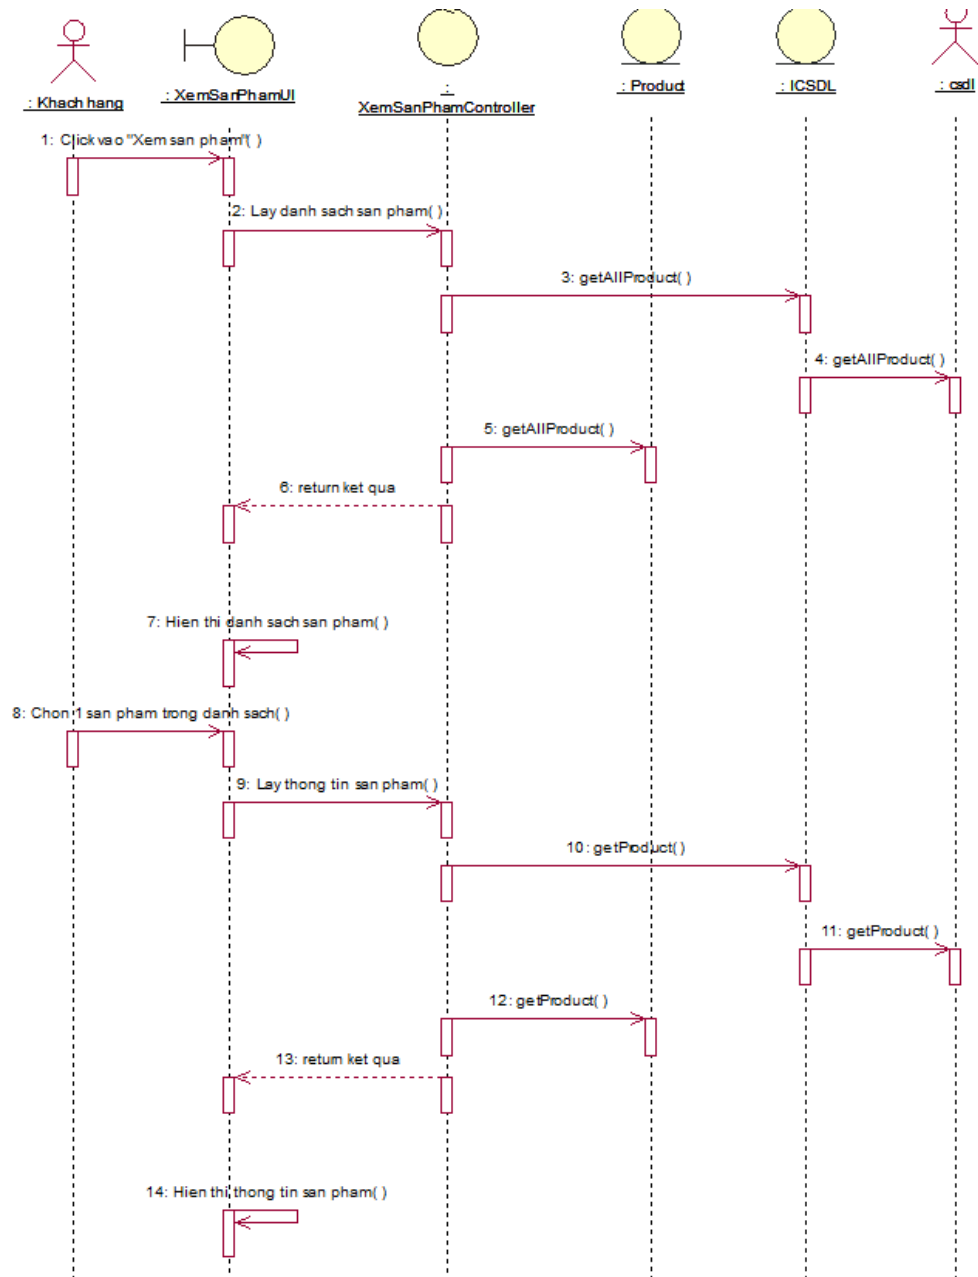 : Khach hang
: XemSanPhamUI
:
XemSanPhamController
: Product
: ICSDL
: csdl
1: Click vao "Xem san pham"( )
2: Lay danh sach san pham( )
3: getAllProduct( )
4: getAllProduct( )
5: getAllProduct( )
6: return ket qua
7: Hien thi danh sach san pham( )
8: Chon 1 san pham trong danh sach( )
9: Lay thong tin san pham( )
10: getProduct( )
11: getProduct( )
12: getProduct( )
13: return ket qua
14: Hien thi thong tin san pham( )